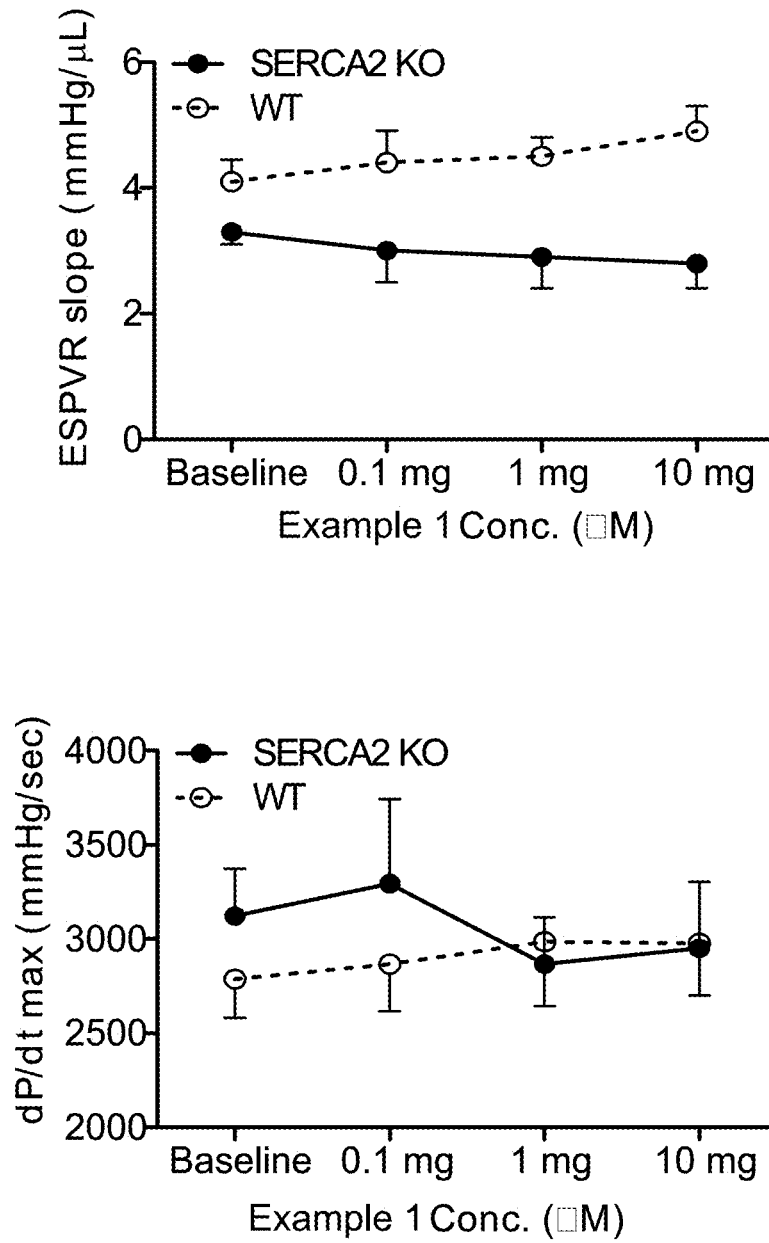 ESPVR slope (mmHg/μL)
6
4
2
0
SERCA2 KO
WT
Baseline 0.1 mg 1 mg 10 mg
Example 1 Conc. (□M)
dP/dt max (mmHg/sec)
4000
3500
3000
2500
2000
SERCA2 KO
WT
Baseline 0.1 mg 1 mg 10 mg
Example 1 Conc. (□M)